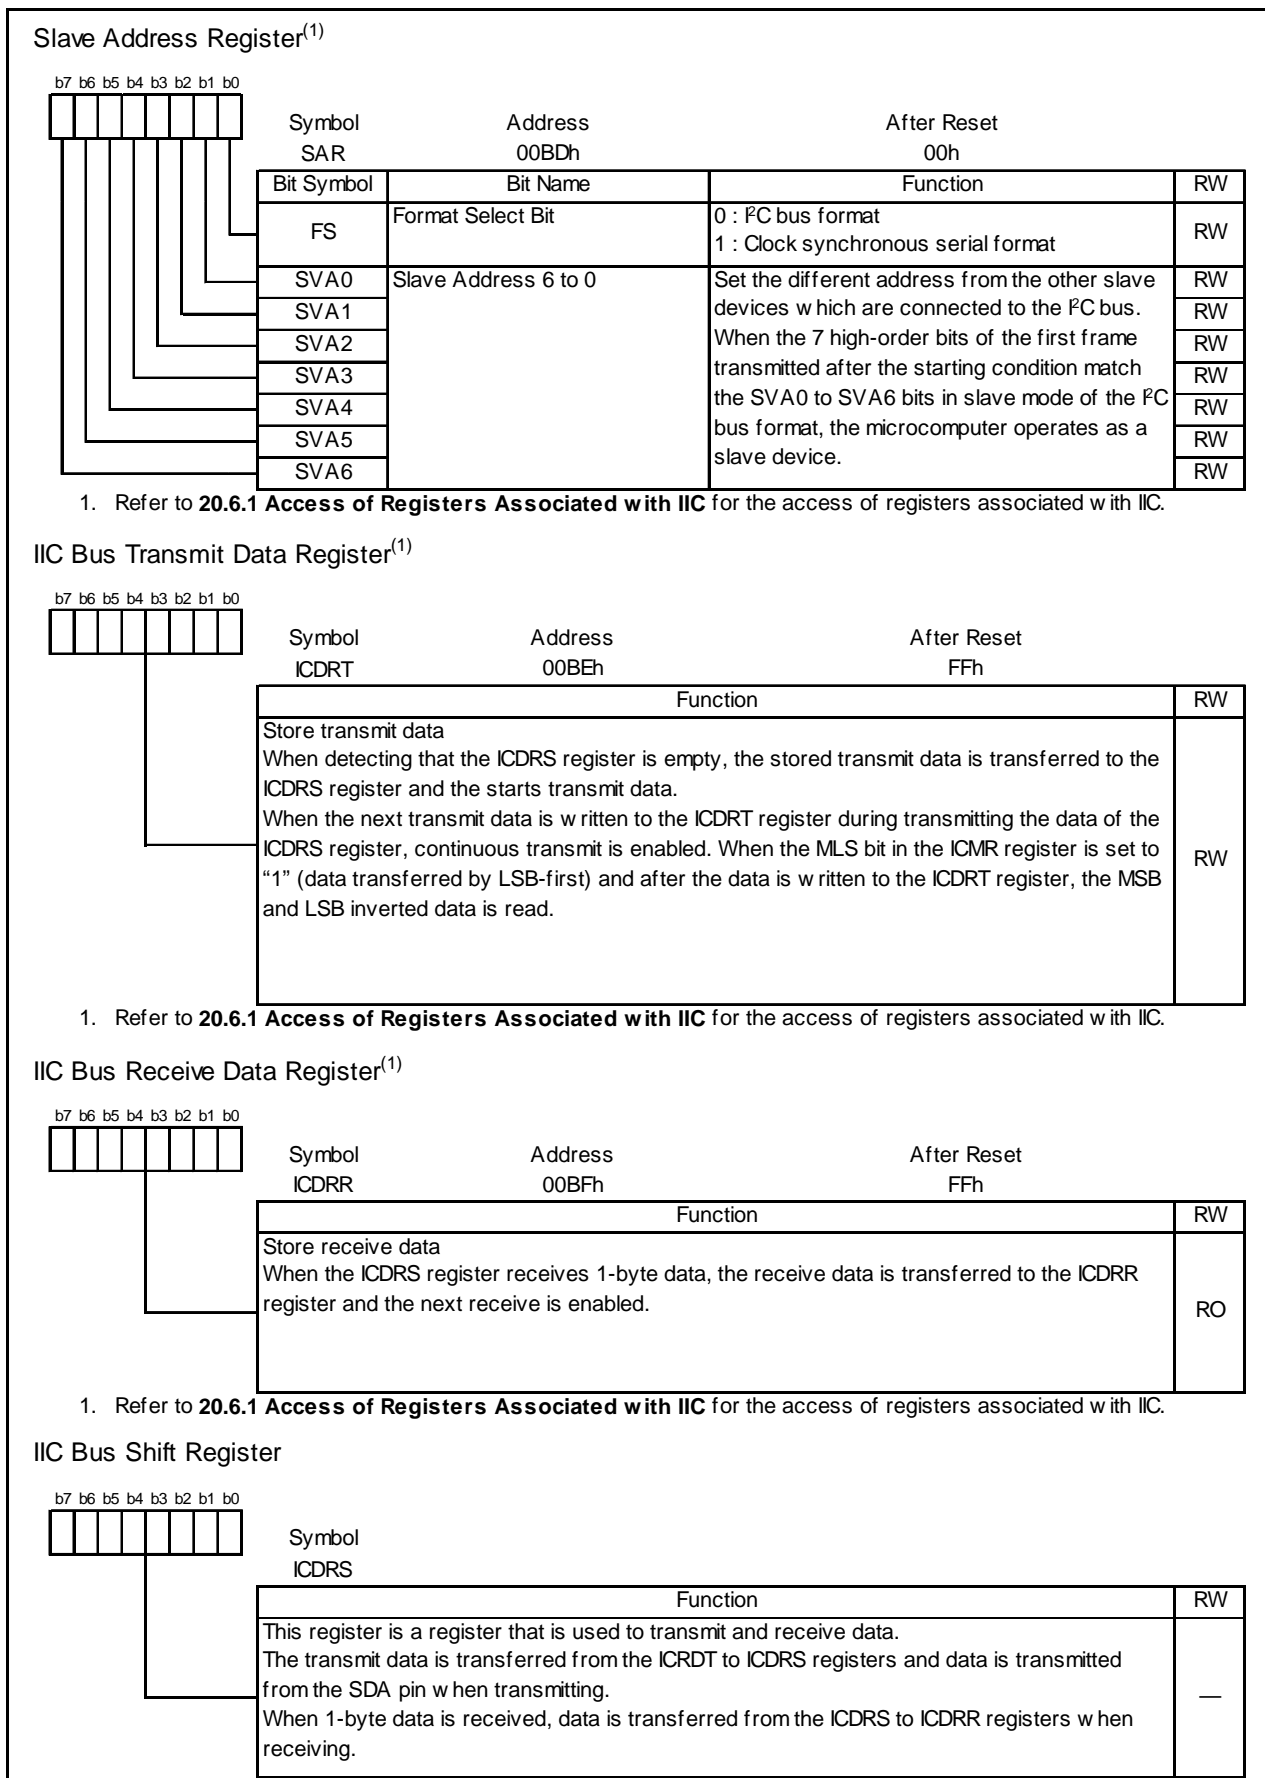 Slave Address Register(1)
b7 b6 b5 b4 b3 b2 b1 b0
Symbol Address After Reset
SAR 00BDh 00h
Bit Symbol Bit Name Function RW
FS Format Select Bit 0 : I2C bus format
1 : Clock synchronous serial format RW
SVA0 Slave Address 6 to 0 Set the different address from the other slave RW
SVA1 devices which are connected to the I2C bus. RW
SVA2 When the 7 high-order bits of the first frame RW
SVA3 transmitted after the starting condition match RW
SVA4 the SVA0 to SVA6 bits in slave mode of the I2C RW
SVA5 bus format, the microcomputer operates as a RW
SVA6 slave device. RW
1. Refer to 20.6.1 Access of Registers Associated with IIC for the access of registers associated with IIC.
IIC Bus Transmit Data Register(1)
b7 b6 b5 b4 b3 b2 b1 b0
Symbol Address After Reset
ICDRT 00BEh FFh
Function RW
Store transmit data
When detecting that the ICDRS register is empty, the stored transmit data is transferred to the
ICDRS register and the starts transmit data.
When the next transmit data is written to the ICDRT register during transmitting the data of the
ICDRS register, continuous transmit is enabled. When the MLS bit in the ICMR register is set to
“1” (data transferred by LSB-first) and after the data is written to the ICDRT register, the MSB
and LSB inverted data is read.
RW
1. Refer to 20.6.1 Access of Registers Associated with IIC for the access of registers associated with IIC.
IIC Bus Receive Data Register(1)
b7 b6 b5 b4 b3 b2 b1 b0
Symbol Address After Reset
ICDRR 00BFh FFh
Function RW
Store receive data
When the ICDRS register receives 1-byte data, the receive data is transferred to the ICDRR
register and the next receive is enabled.
RO
1. Refer to 20.6.1 Access of Registers Associated with IIC for the access of registers associated with IIC.
IIC Bus Shift Register
b7 b6 b5 b4 b3 b2 b1 b0
Symbol
ICDRS
Function RW
This register is a register that is used to transmit and receive data.
The transmit data is transferred from the ICRDT to ICDRS registers and data is transmitted
from the SDA pin when transmitting.
When 1-byte data is received, data is transferred from the ICDRS to ICDRR registers when
receiving.
—